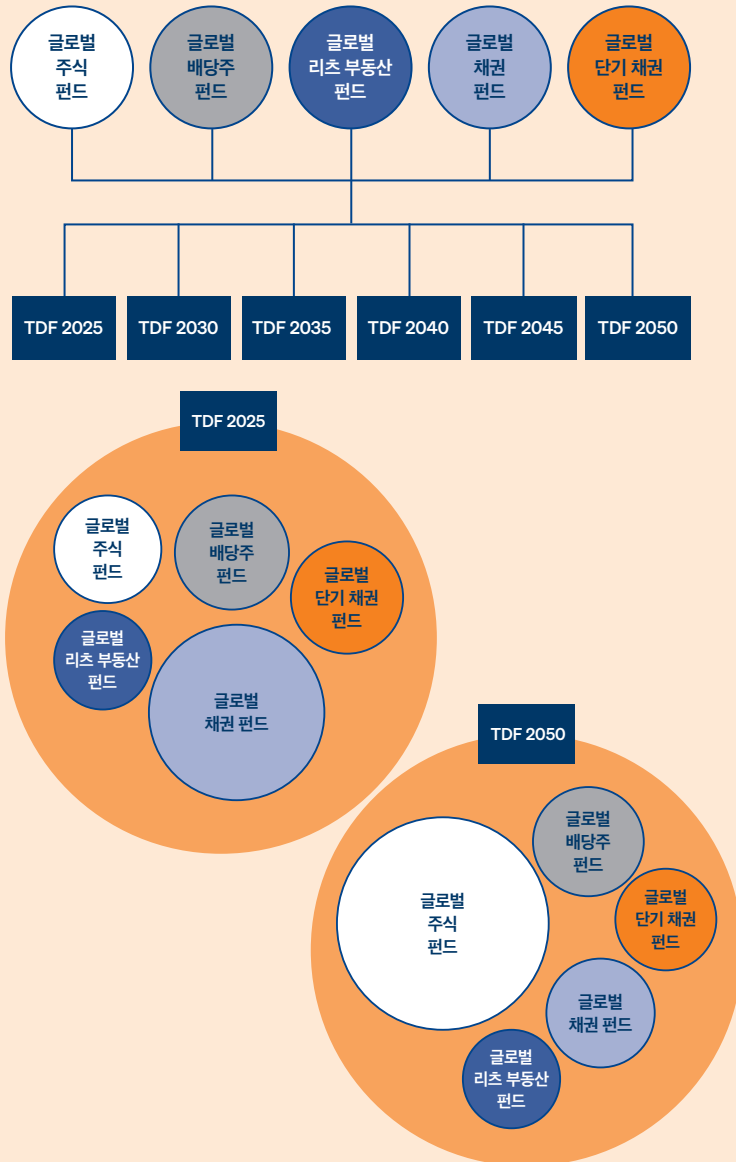 글로벌
주식
펀드
글로벌
배당주
펀드
글로벌
리츠 부동산
펀드
글로벌
채권
펀드
글로벌
단기 채권
펀드
TDF 2025
TDF 2030
TDF 2035
TDF 2040
TDF 2045
TDF 2050
TDF 2025
글로벌
주식
펀드
글로벌
배당주
펀드
글로벌
단기 채권
펀드
글로벌
리츠 부동산
펀드
글로벌
채권 펀드
TDF 2050
글로벌
주식
펀드
글로벌
배당주
펀드
글로벌
단기 채권
펀드
글로벌
채권 펀드
글로벌
리츠 부동산
펀드